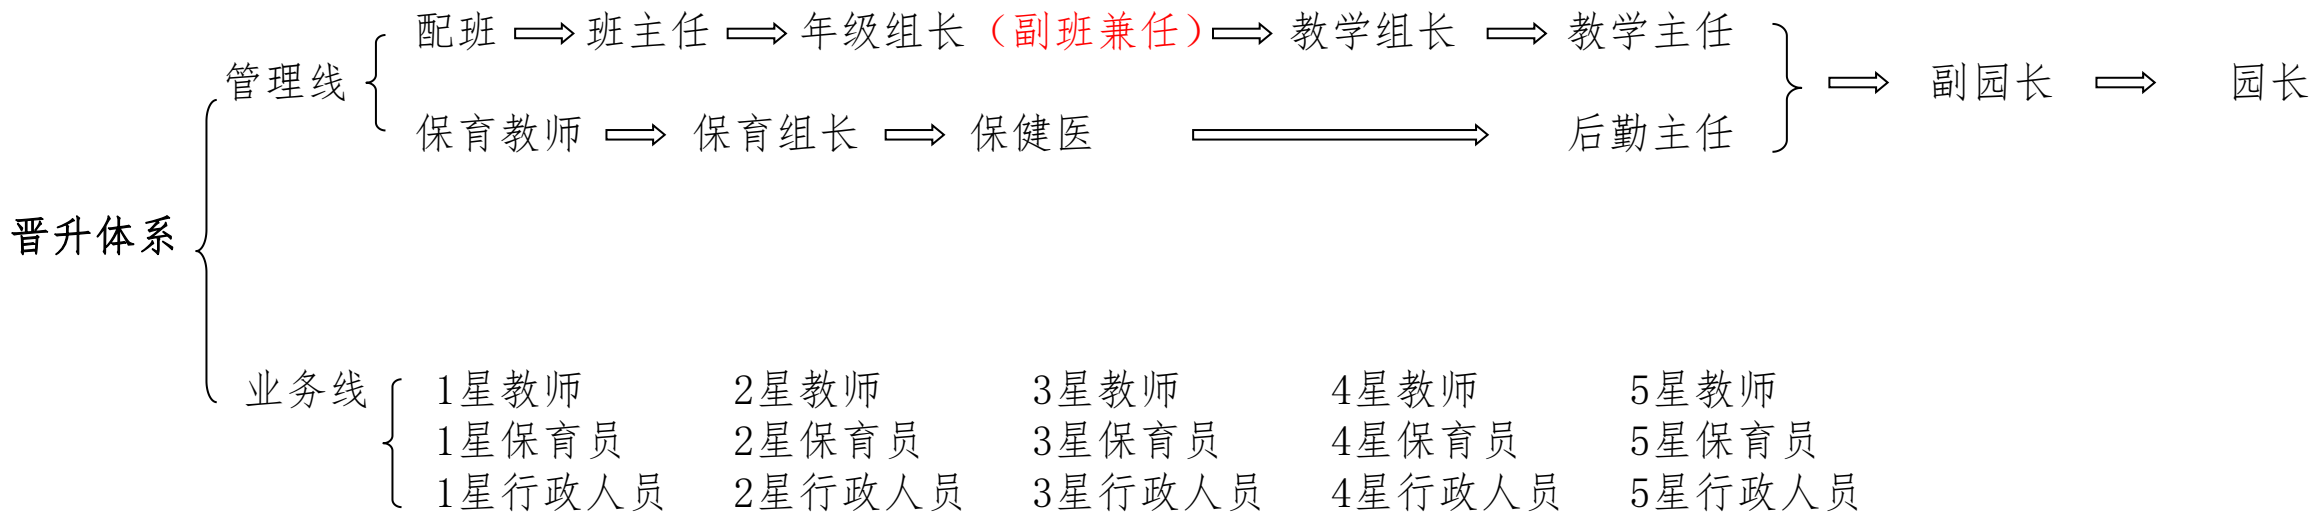 配班 班主任 年级组长（副班兼任） 教学组长 教学主任
管理线 副园长 园长
保育教师 保育组长 保健医 后勤主任
晋升体系
业务线 1星教师 2星教师 3星教师 4星教师 5星教师
1星保育员 2星保育员 3星保育员 4星保育员 5星保育员
1星行政人员 2星行政人员 3星行政人员 4星行政人员 5星行政人员